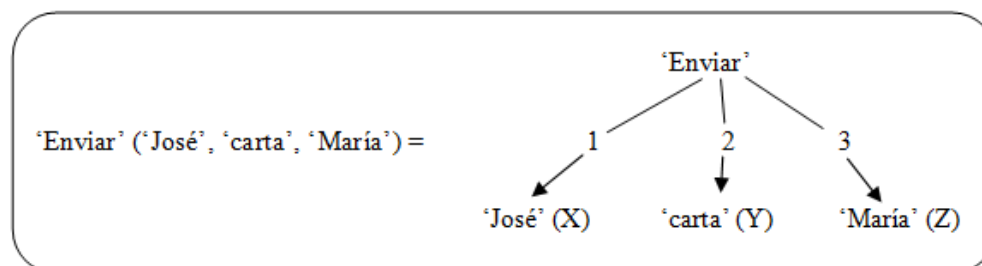 ‘Enviar’
‘Enviar’ (‘José’, ‘carta’, ‘María’) =
1 2 3
‘José’ (X) ‘carta’ (Y) ‘María’ (Z)